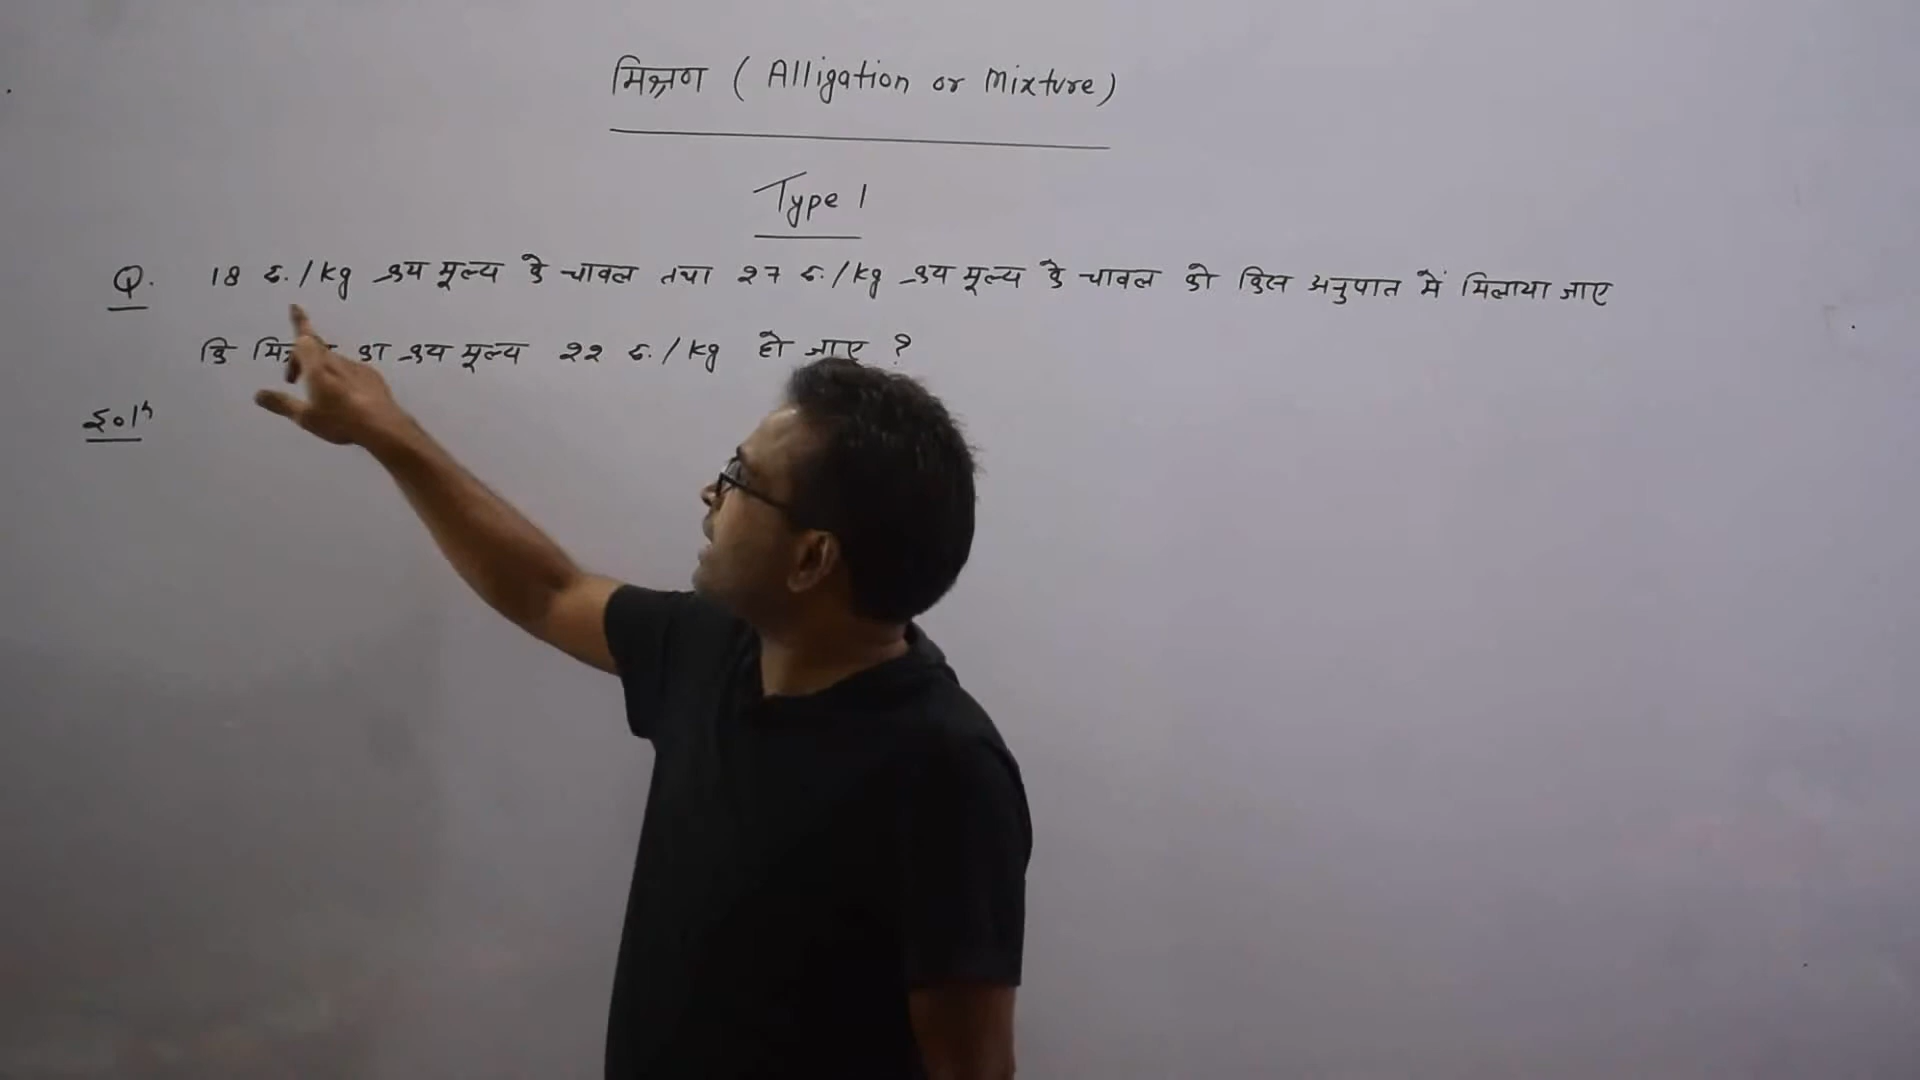 मिश्रण ( Alligation or Mixture)
Type 1
Q. 18 रु./kg क्रय मूल्य के चावल तथा 27 रु./kg क्रय मूल्य के चावल को किस अनुपात में मिलाया जाए
कि का क्रय मूल्य 22 रु./kg हो जाए ?
Solⁿ